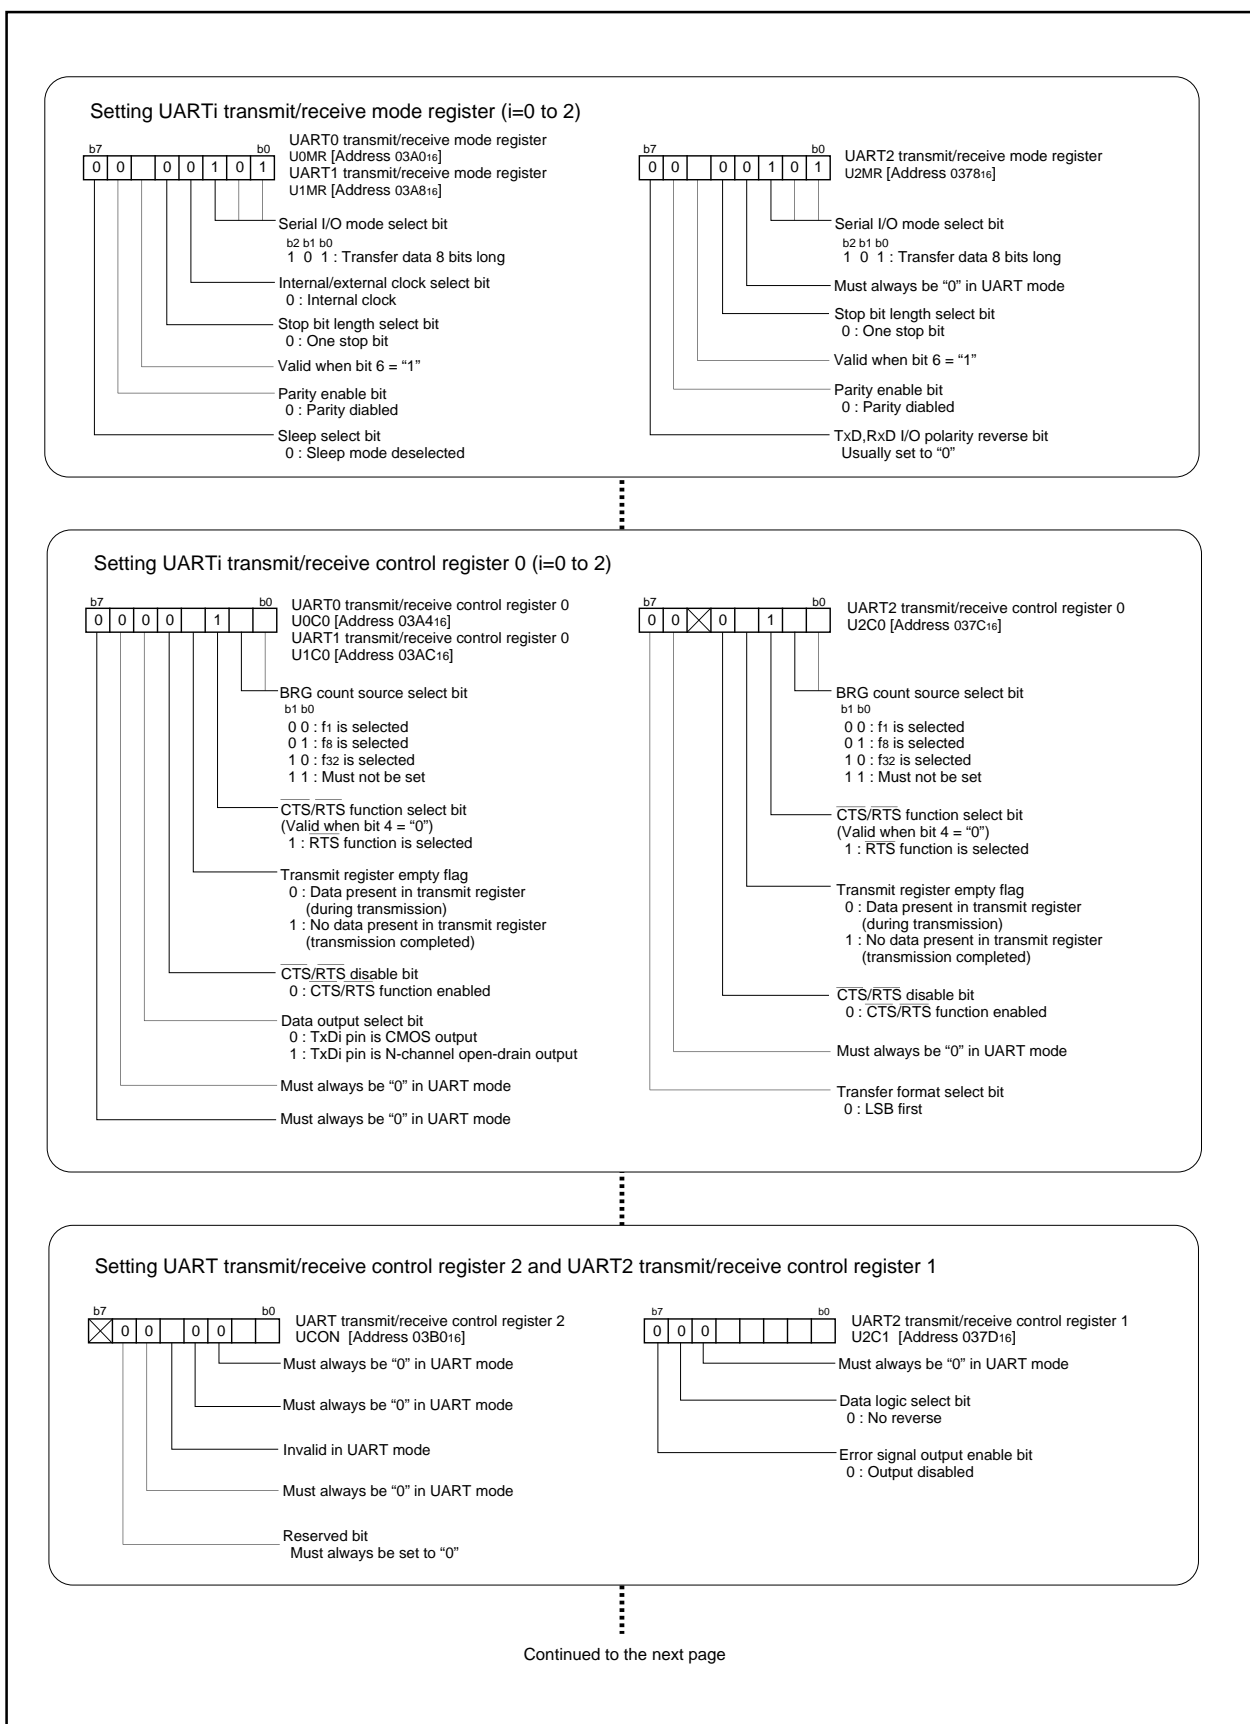 Setting UARTi transmit/receive mode register (i=0 to 2)
b7 b0
0 0 0 0 1 0 1
UART0 transmit/receive mode register
U0MR [Address 03A016]
UART1 transmit/receive mode register
U1MR [Address 03A816]
Serial I/O mode select bit
b2 b1 b0
1 0 1 : Transfer data 8 bits long
Internal/external clock select bit
0 : Internal clock
Stop bit length select bit
0 : One stop bit
Valid when bit 6 = “1”
Parity enable bit
0 : Parity diabled
Sleep select bit
0 : Sleep mode deselected
b7 b0
0 0 0 0 1 0 1
UART2 transmit/receive mode register
U2MR [Address 037816]
Serial I/O mode select bit
b2 b1 b0
1 0 1 : Transfer data 8 bits long
Must always be “0” in UART mode
Stop bit length select bit
0 : One stop bit
Valid when bit 6 = “1”
Parity enable bit
0 : Parity diabled
TxD,RxD I/O polarity reverse bit
Usually set to “0”
Setting UARTi transmit/receive control register 0 (i=0 to 2)
b7 b0
0 0 0 0 1
UART0 transmit/receive control register 0
U0C0 [Address 03A416]
UART1 transmit/receive control register 0
U1C0 [Address 03AC16]
BRG count source select bit
b1 b0
0 0 : f1 is selected
0 1 : f8 is selected
1 0 : f32 is selected
1 1 : Must not be set
CTS/RTS function select bit
(Valid when bit 4 = “0”)
1 : RTS function is selected
Transmit register empty flag
0 : Data present in transmit register
(during transmission)
1 : No data present in transmit register
(transmission completed)
CTS/RTS disable bit
0 : CTS/RTS function enabled
Data output select bit
0 : TxDi pin is CMOS output
1 : TxDi pin is N-channel open-drain output
Must always be “0” in UART mode
Must always be “0” in UART mode
b7 b0
0 0 0 1
UART2 transmit/receive control register 0
U2C0 [Address 037C16]
BRG count source select bit
b1 b0
0 0 : f1 is selected
0 1 : f8 is selected
1 0 : f32 is selected
1 1 : Must not be set
CTS/RTS function select bit
(Valid when bit 4 = “0”)
1 : RTS function is selected
Transmit register empty flag
0 : Data present in transmit register
(during transmission)
1 : No data present in transmit register
(transmission completed)
CTS/RTS disable bit
0 : CTS/RTS function enabled
Must always be “0” in UART mode
Transfer format select bit
0 : LSB first
Setting UART transmit/receive control register 2 and UART2 transmit/receive control register 1
b7 b0
0 0 0 0
UART transmit/receive control register 2
UCON [Address 03B016]
Must always be “0” in UART mode
Must always be “0” in UART mode
Invalid in UART mode
Must always be “0” in UART mode
Reserved bit
Must always be set to “0”
b7 b0
0 0 0
UART2 transmit/receive control register 1
U2C1 [Address 037D16]
Must always be “0” in UART mode
Data logic select bit
0 : No reverse
Error signal output enable bit
0 : Output disabled
Continued to the next page